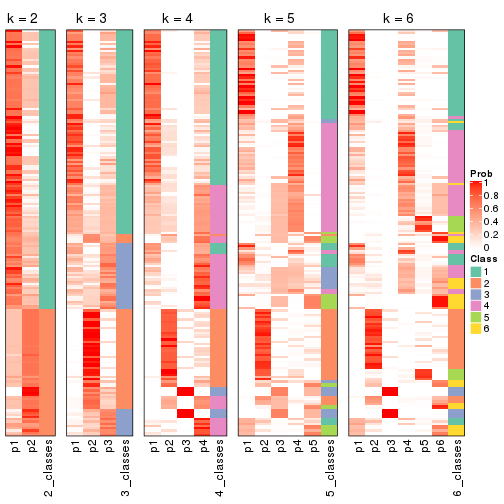 k = 2
k = 3
k = 4
k = 5
k = 6
p1
p2
2_classes
p1
p2
p3
3_classes
p1
p2
p3
p4
4_classes
p1
p2
p3
p4
p5
5_classes
p1
p2
p3
p4
p5
p6
6_classes
Prob
1
0.8
0.6
0.4
0.2
0
Class
1
2
3
4
5
6